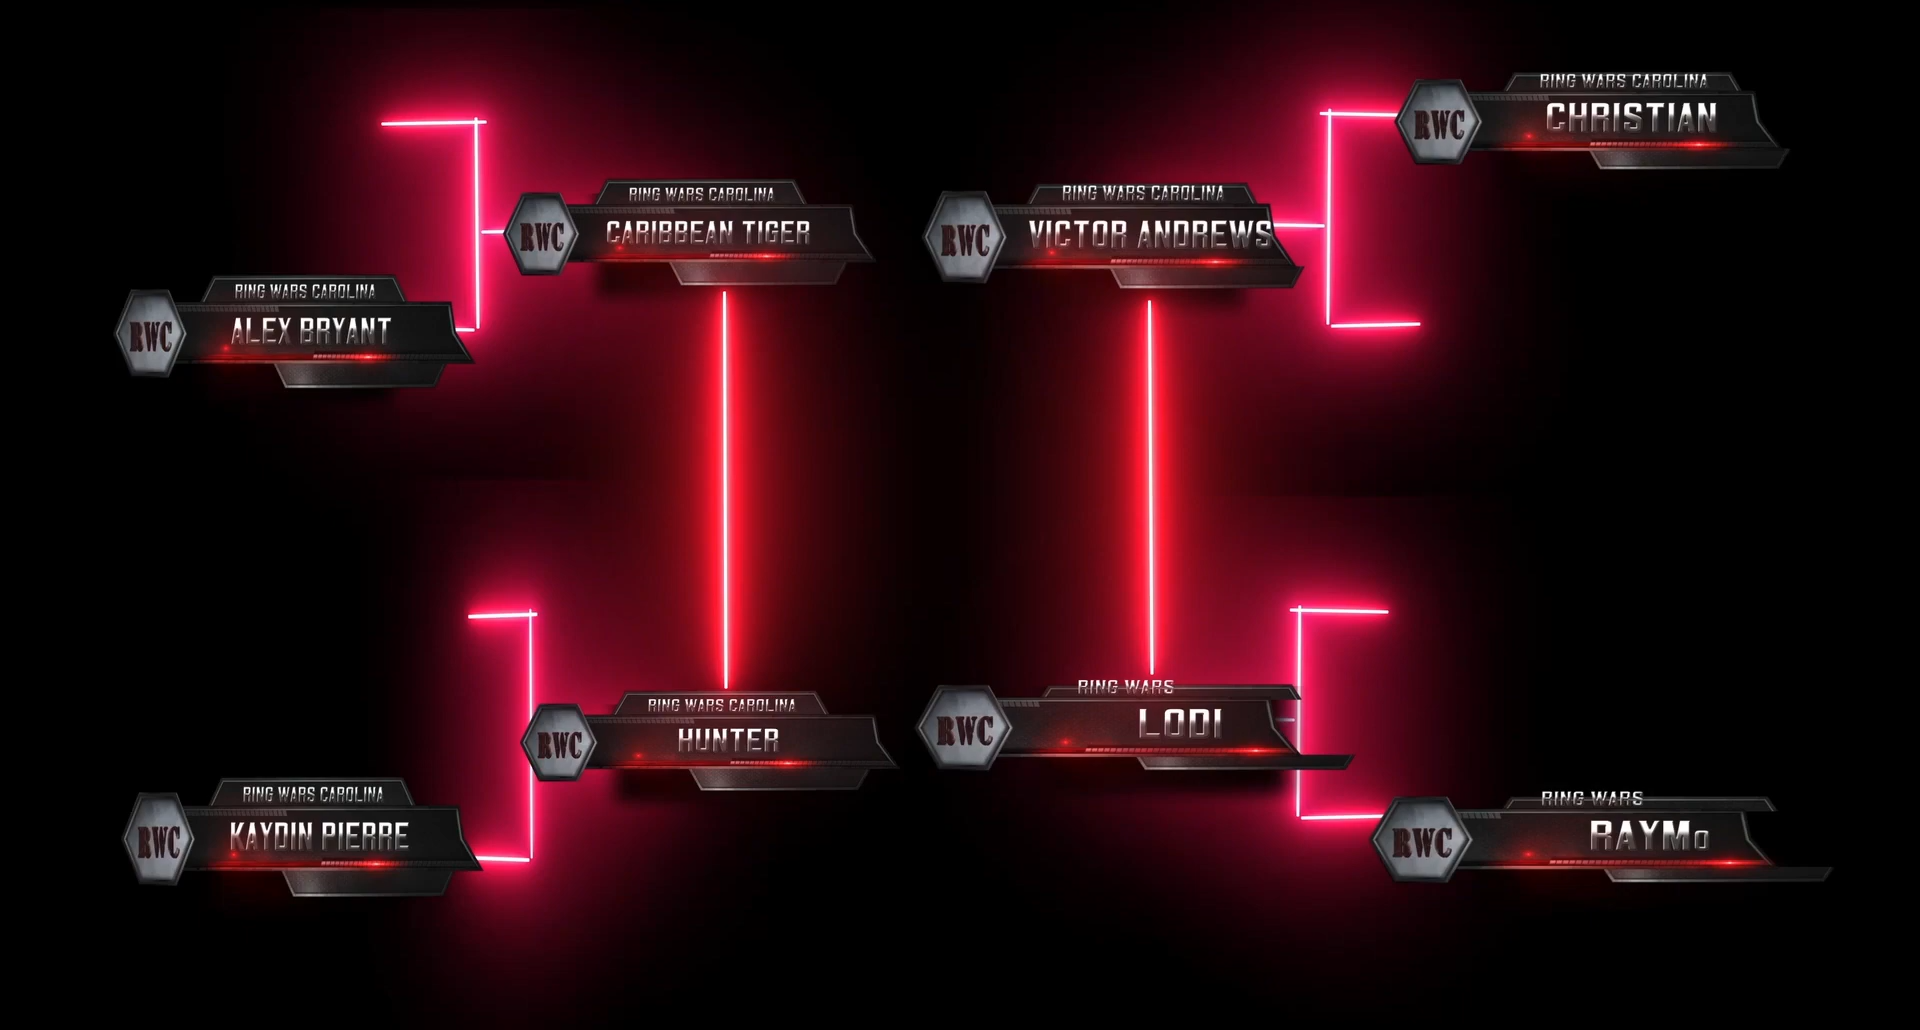 RING WARS CAROLINA
RWC
CHRISTIAN
RING WARS CAROLINA
RWC
CARIBBEAN TIGER
RING WARS CAROLINA
RWC
VICTOR ANDREWS
RING WARS CAROLINA
RWC
ALEX BRYANT
RING WARS CAROLINA
RWC
HUNTER
RING WARS
RWC
LODI
RING WARS CAROLINA
RWC
KAYDIN PIERRE
RING WARS
RWC
RAYMo